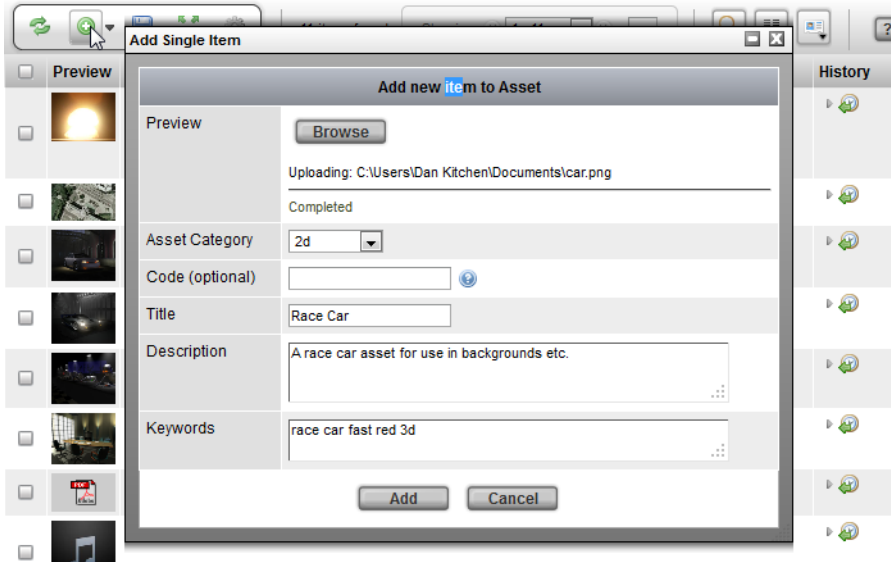 Add Single Item
Preview
History
Add new item to Asset
Preview
Browse
Uploading: C:\Users\Dan Kitchen\Documents\car.png
Completed
Asset Category
2d
Code (optional)
Title
Race Car
Description
A race car asset for use in backgrounds etc.
Keywords
race car fast red 3d
Add
Cancel
PDF